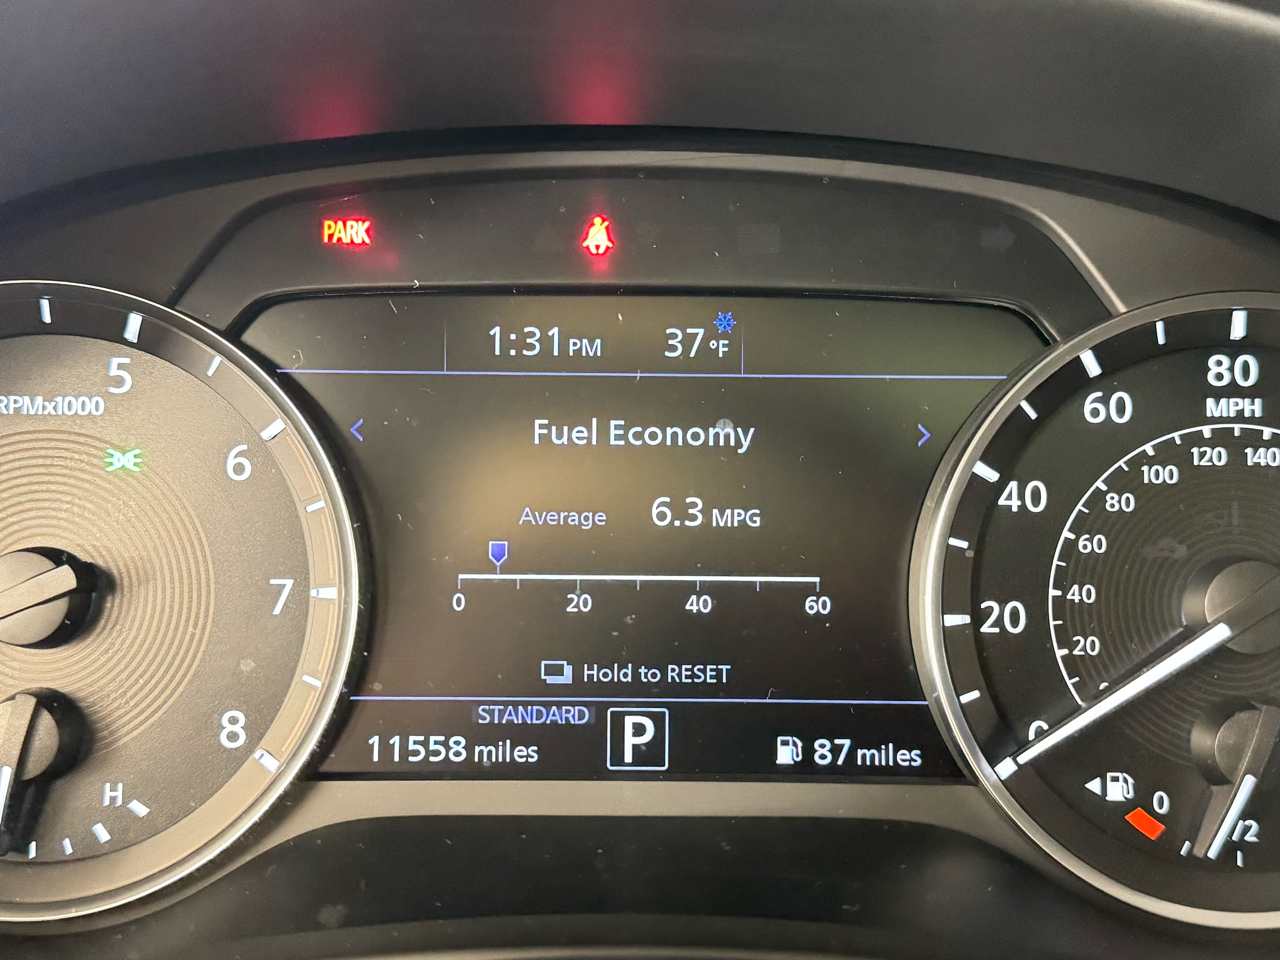 PARK
1:31 PM 37°F
5
RPMx1000
6
7
8
H
Fuel Economy
Average 6.3 MPG
0 20 40 60
Hold to RESET
STANDARD
11558 miles P 87 miles
80
MPH
60
40
20
0
140
120
100
80
60
40
20
0
1/2